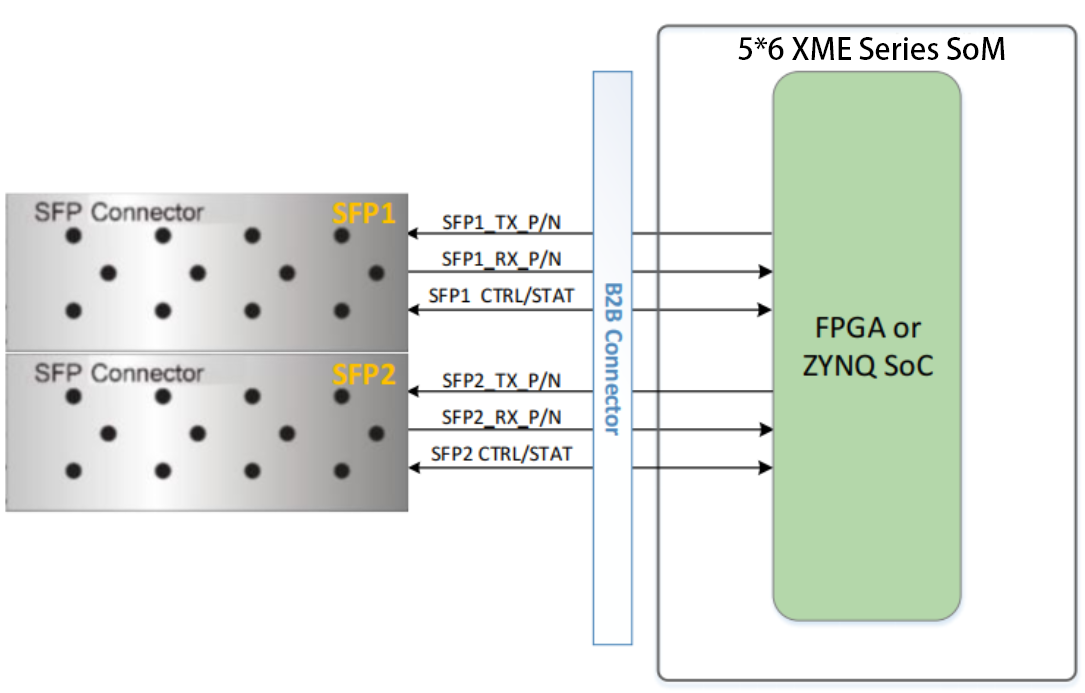 5*6 XME Series SoM
SFP Connector
SFP1
SFP1_TX_P/N
SFP1_RX_P/N
SFP1 CTRL/STAT
SFP Connector
SFP2
SFP2_TX_P/N
SFP2_RX_P/N
SFP2 CTRL/STAT
B2B Connector
FPGA or
ZYNQ SoC